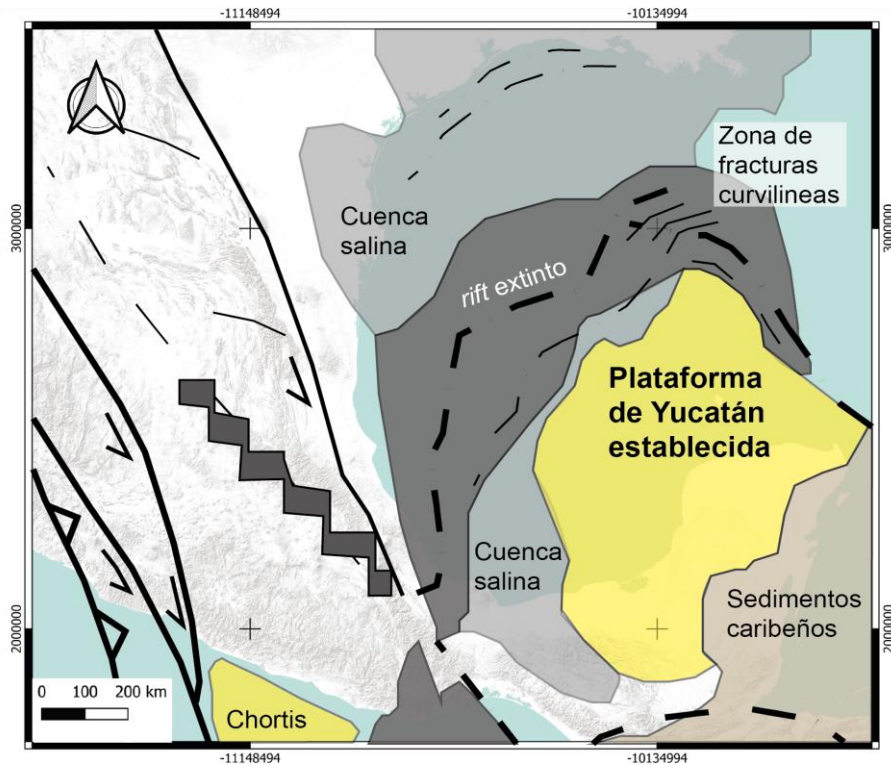 -11148494
-10134994
Zona de
fracturas
curvilineas
3000000
3000000
Cuenca
salina
rift extinto
Plataforma
de Yucatán
establecida
Cuenca
salina
Sedimentos
caribeños
2000000
2000000
0 100 200 km
Chortis
-11148494
-10134994